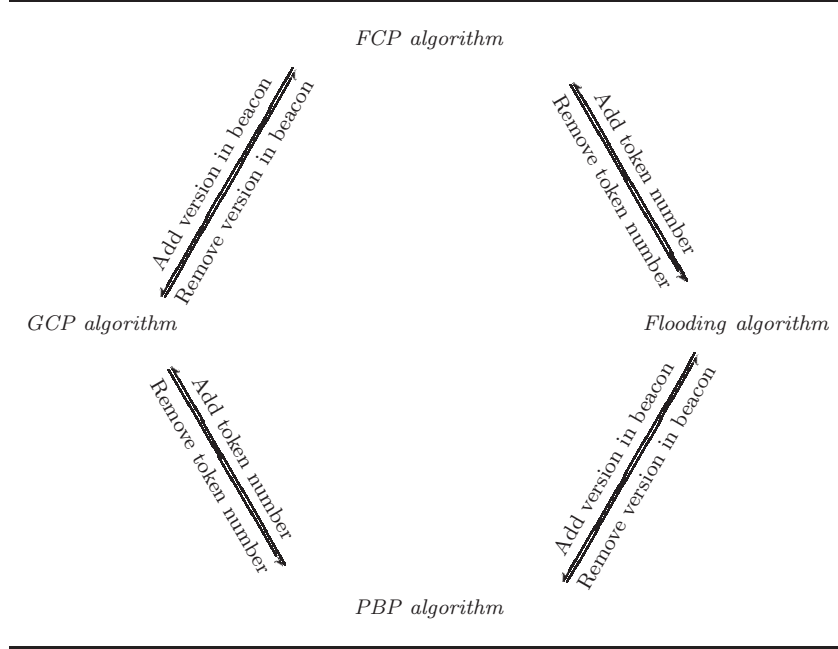 FCP algorithm
Add version in beacon
Remove version in beacon
Add token number
Remove token number
GCP algorithm
Flooding algorithm
Add token number
Remove token number
Add version in beacon
Remove version in beacon
PBP algorithm